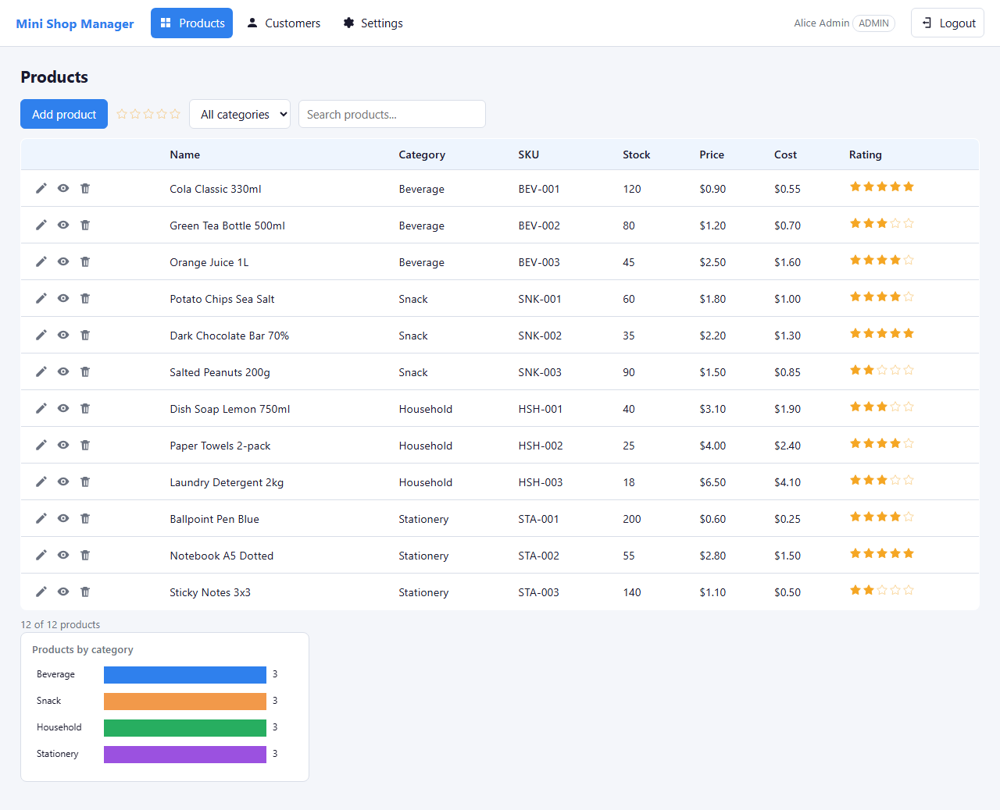 Mini Shop Manager Products Customers Settings Alice Admin ADMIN Logout
Products
Add product All categories Search products...
Name Category SKU Stock Price Cost Rating
Cola Classic 330ml Beverage BEV-001 120 $0.90 $0.55
Green Tea Bottle 500ml Beverage BEV-002 80 $1.20 $0.70
Orange Juice 1L Beverage BEV-003 45 $2.50 $1.60
Potato Chips Sea Salt Snack SNK-001 60 $1.80 $1.00
Dark Chocolate Bar 70% Snack SNK-002 35 $2.20 $1.30
Salted Peanuts 200g Snack SNK-003 90 $1.50 $0.85
Dish Soap Lemon 750ml Household HSH-001 40 $3.10 $1.90
Paper Towels 2-pack Household HSH-002 25 $4.00 $2.40
Laundry Detergent 2kg Household HSH-003 18 $6.50 $4.10
Ballpoint Pen Blue Stationery STA-001 200 $0.60 $0.25
Notebook A5 Dotted Stationery STA-002 55 $2.80 $1.50
Sticky Notes 3x3 Stationery STA-003 140 $1.10 $0.50
12 of 12 products
Products by category
Beverage 3
Snack 3
Household 3
Stationery 3